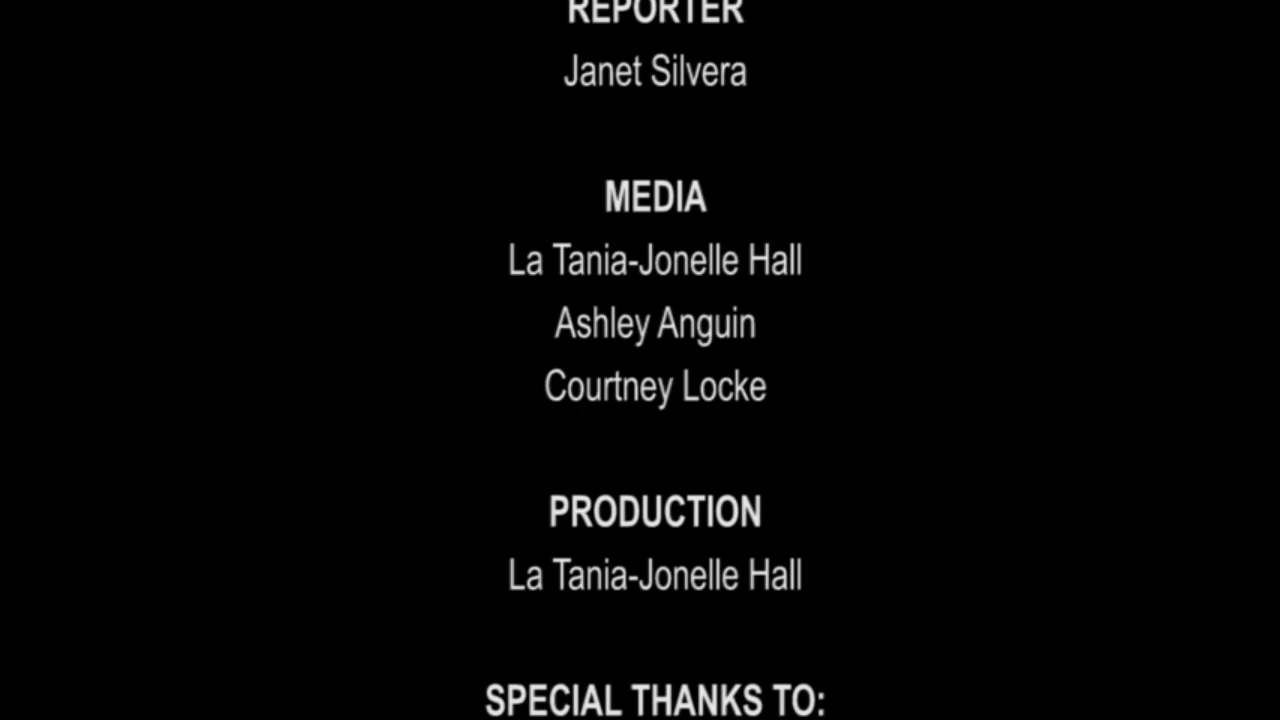 REPORTER
Janet Silvera
MEDIA
La Tania-Jonelle Hall
Ashley Anguin
Courtney Locke
PRODUCTION
La Tania-Jonelle Hall
SPECIAL THANKS TO: